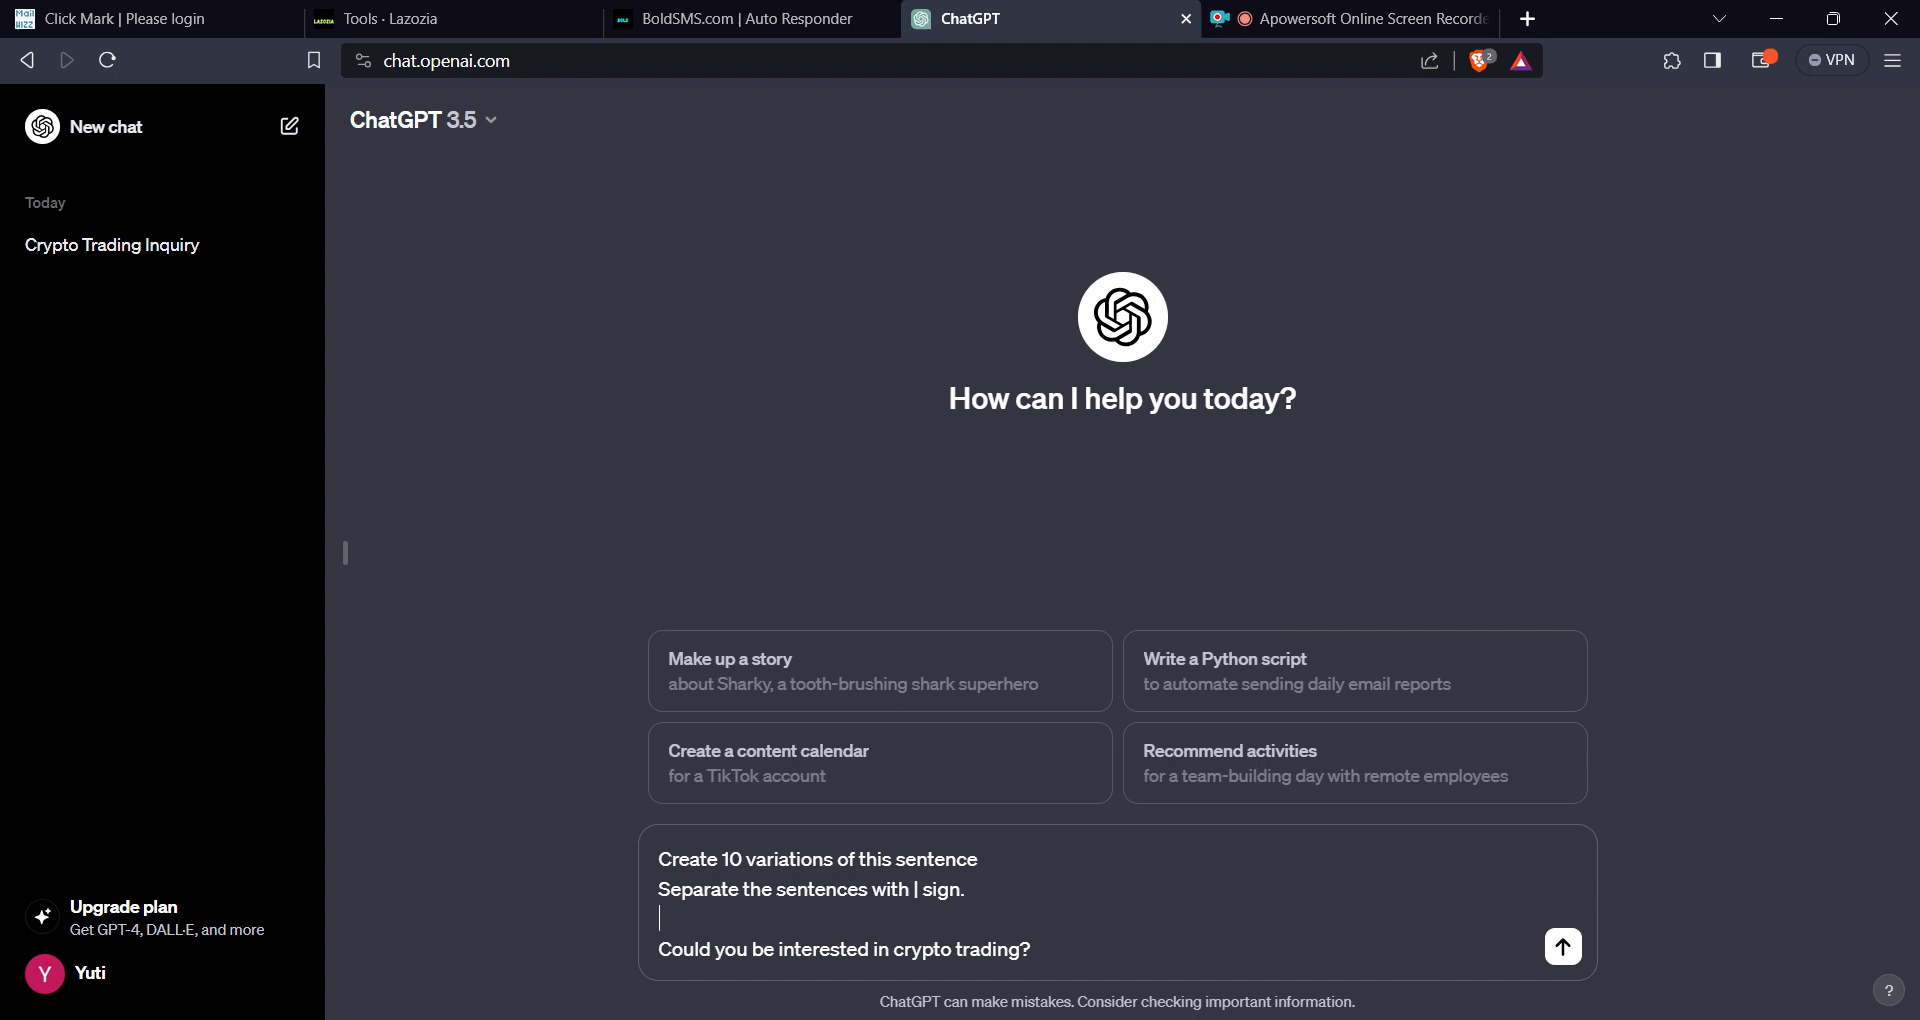 Mail
WIZZ
Click Mark | Please login
LAZOZIA
Tools · Lazozia
BOLD
BoldSMS.com | Auto Responder
ChatGPT
Apowersoft Online Screen Recorde
chat.openai.com
2
VPN
New chat
ChatGPT 3.5
Today
Crypto Trading Inquiry
How can I help you today?
Make up a story
about Sharky, a tooth-brushing shark superhero
Write a Python script
to automate sending daily email reports
Create a content calendar
for a TikTok account
Recommend activities
for a team-building day with remote employees
Create 10 variations of this sentence
Separate the sentences with | sign.
Could you be interested in crypto trading?
Upgrade plan
Get GPT-4, DALL·E, and more
Y
Yuti
ChatGPT can make mistakes. Consider checking important information.
?